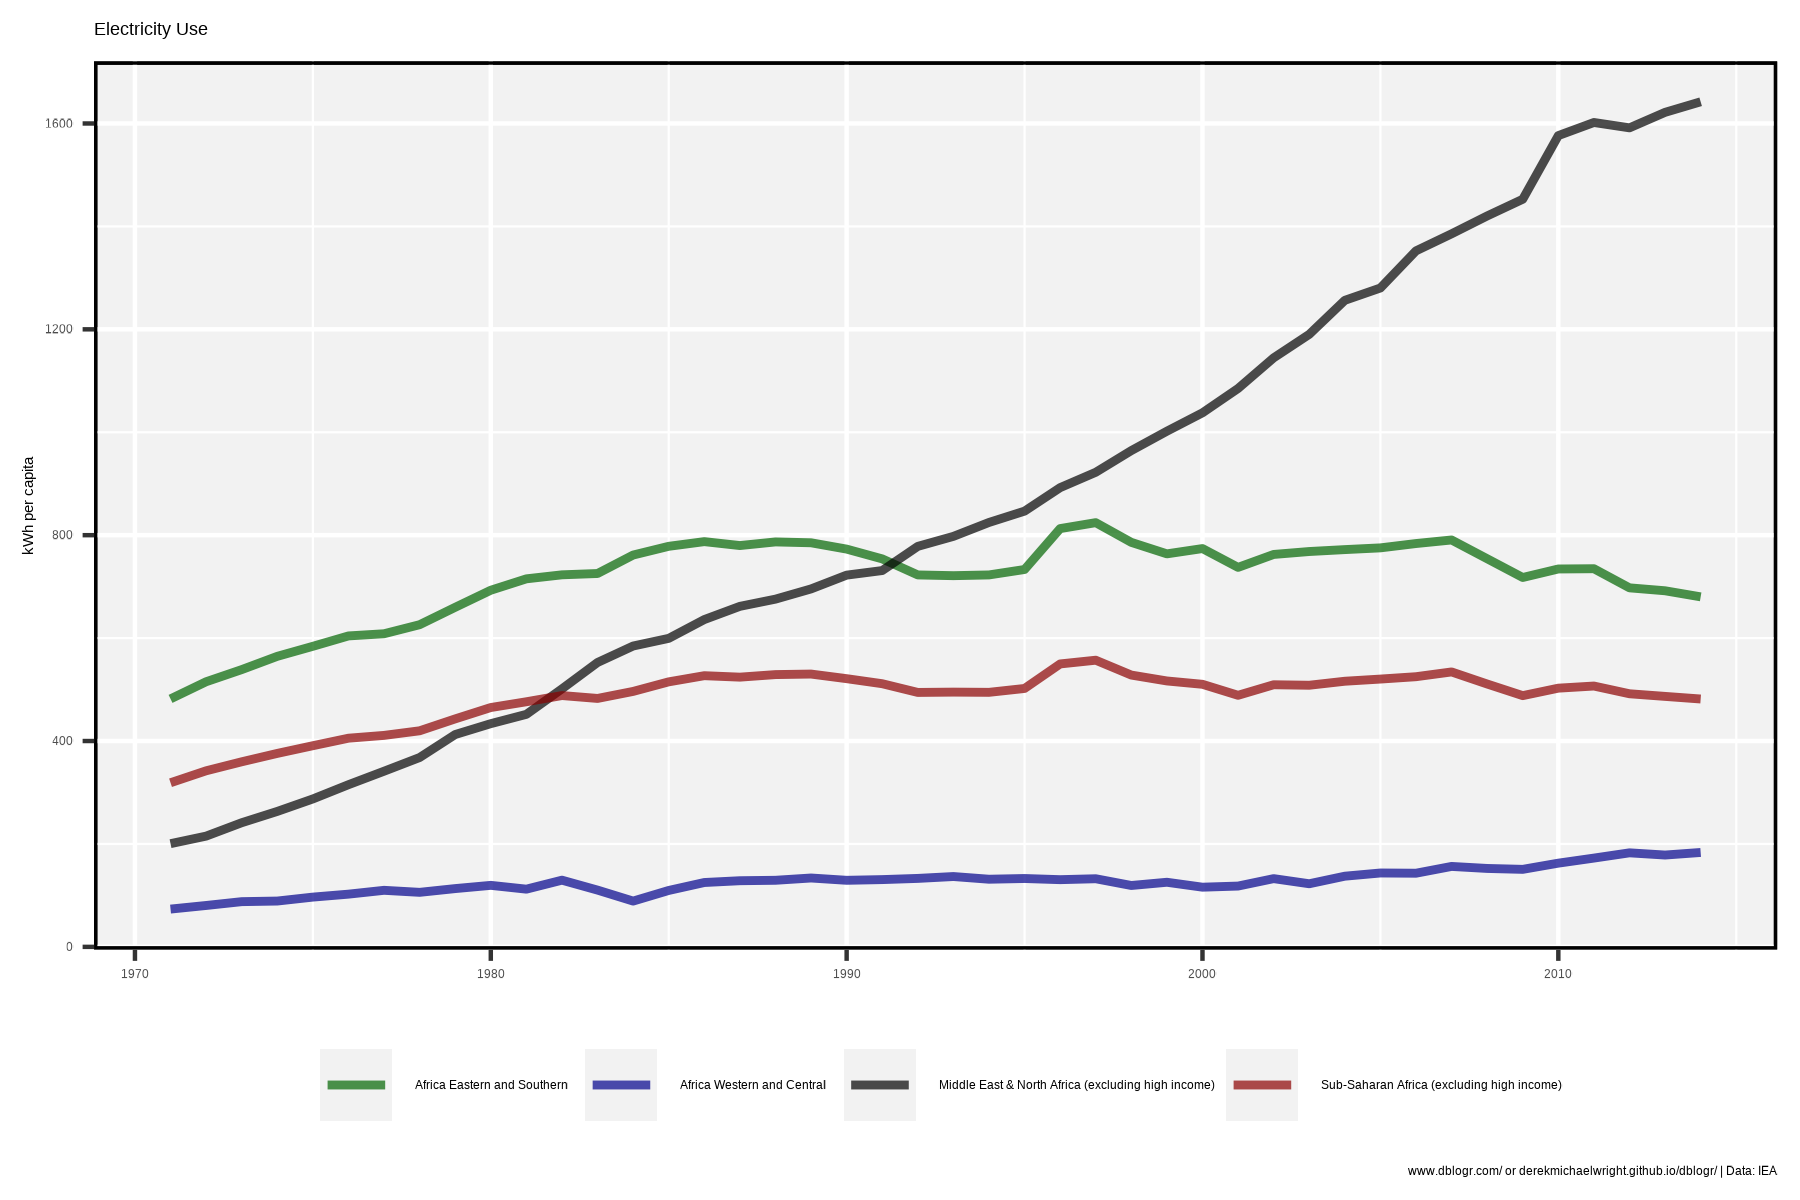 Electricity Use
kWh per capita
1600
1200
800
400
0
1970 1980 1990 2000 2010
Africa Eastern and Southern Africa Western and Central Middle East & North Africa (excluding high income) Sub-Saharan Africa (excluding high income)
www.dblogr.com/ or derekmichaelwright.github.io/dblogr/ | Data: IEA